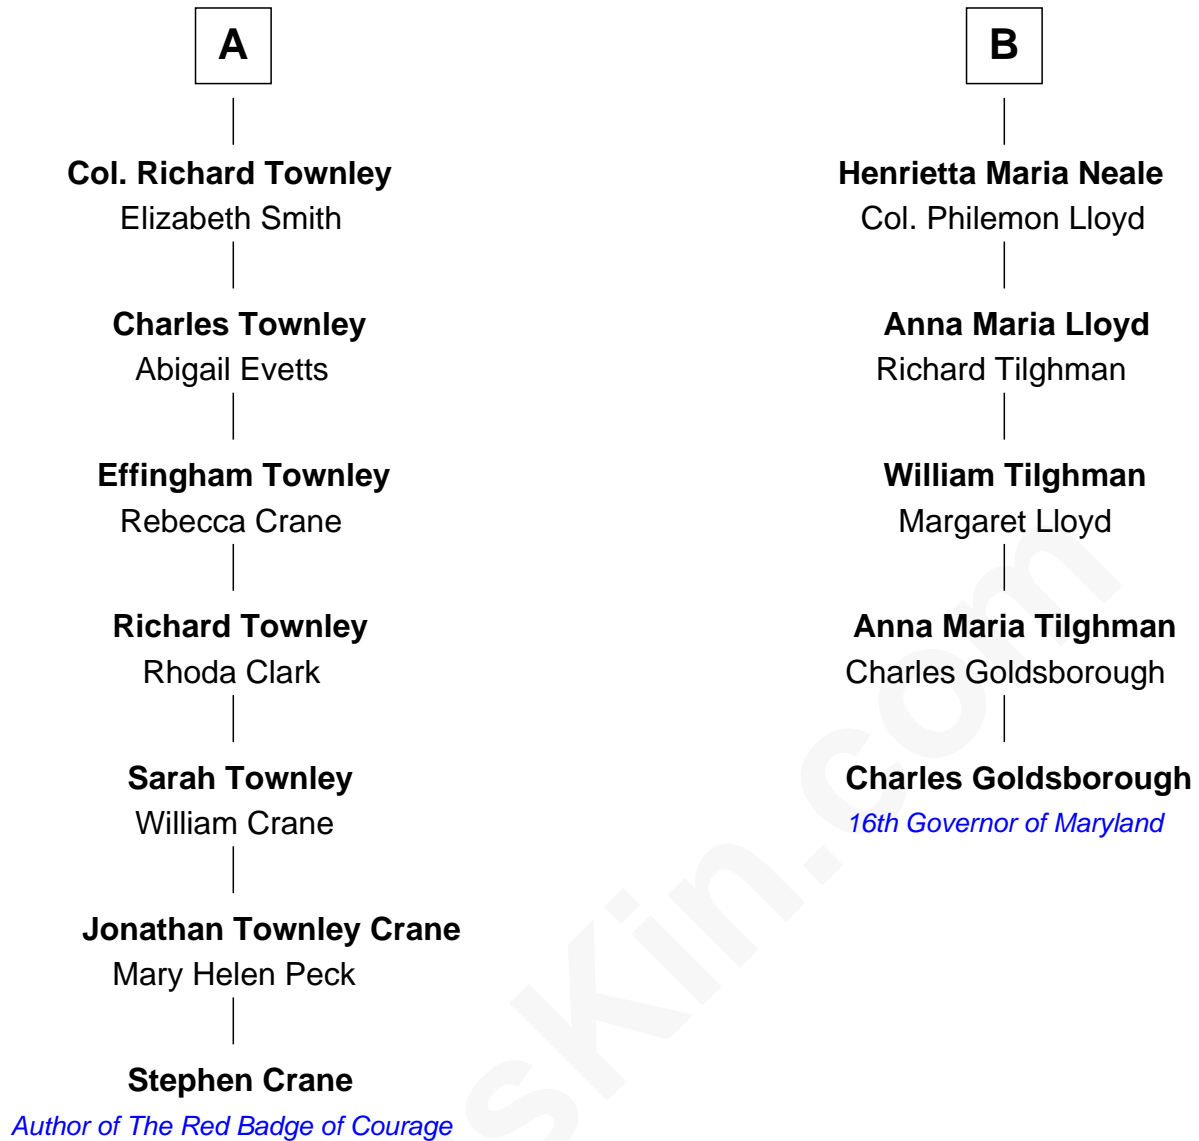 A
Col. Richard Townley
Elizabeth Smith
Charles Townley
Abigail Evetts
Effingham Townley
Rebecca Crane
Richard Townley
Rhoda Clark
Sarah Townley
William Crane
Jonathan Townley Crane
Mary Helen Peck
Stephen Crane
Author of The Red Badge of Courage
B
Henrietta Maria Neale
Col. Philemon Lloyd
Anna Maria Lloyd
Richard Tilghman
William Tilghman
Margaret Lloyd
Anna Maria Tilghman
Charles Goldsborough
Charles Goldsborough
16th Governor of Maryland
sKin.com